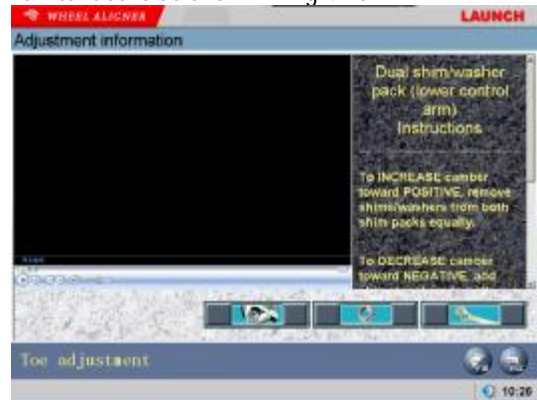 WHEEL ALIGNER
LAUNCH
Adjustment information
Dual shim/washer
pack (lower control
arm)
Instructions
To INCREASE camber
toward POSITIVE, remove
shims/washers from both
shim packs equally.
To DECREASE camber
toward NEGATIVE, add
Toe adjustment
10:26